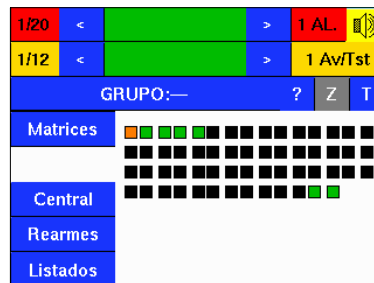 1/20 < > 1 AL.
1/12 < > 1 Av/Tst
GRUPO:— ? Z T
Matrices
Central
Rearmes
Listados